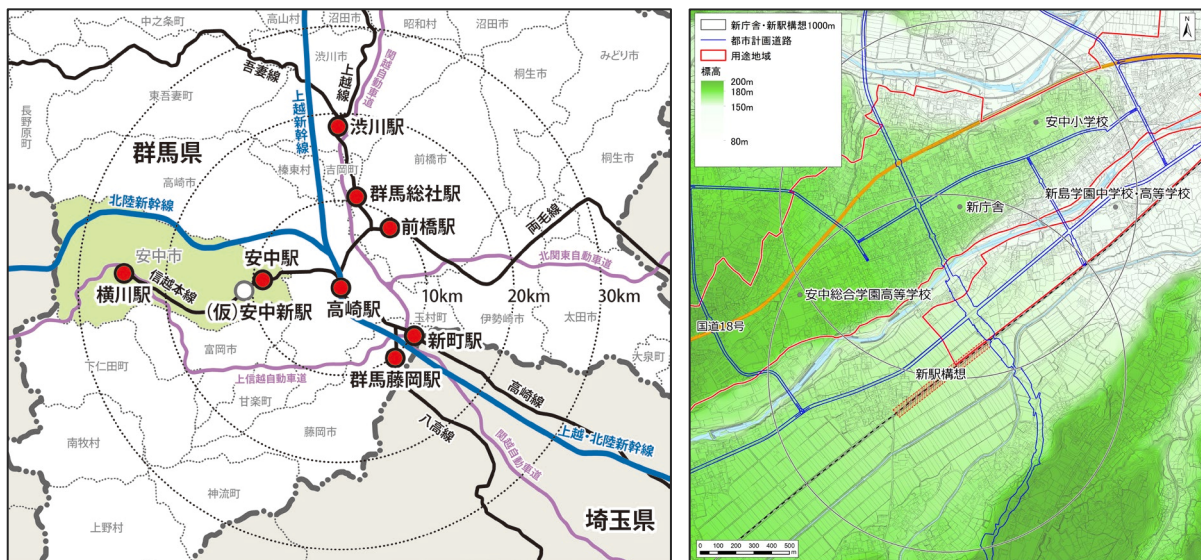 中之条町
高山村
沼田市
昭和村
沼田市
渋川市
みどり市
桐生市
吾妻線
上越線
関越自動車道
東吾妻町
上越新幹線
長野原町
渋川駅
群馬県
榛東村
吉岡町
前橋市
桐生市
高崎市
群馬総社駅
北陸新幹線
前橋駅
両毛線
安中市
安中駅
北関東自動車道
横川駅
信越本線
(仮)安中新駅
高崎駅
10km
20km
30km
玉村町
伊勢崎市
太田市
新町駅
富岡市
大泉町
下仁田町
上信越自動車道
群馬藤岡駅
甘楽町
高崎線
八高線
藤岡市
上越・北陸新幹線
南牧村
関越自動車道
神流町
上野村
埼玉県
新庁舎・新駅構想1000m
都市計画道路
用途地域
標高
200m
180m
150m
80m
N
安中小学校
新島学園中学校・高等学校
新庁舎
安中総合学園高等学校
国道18号
新駅構想
0 100 200 300 400 500
m